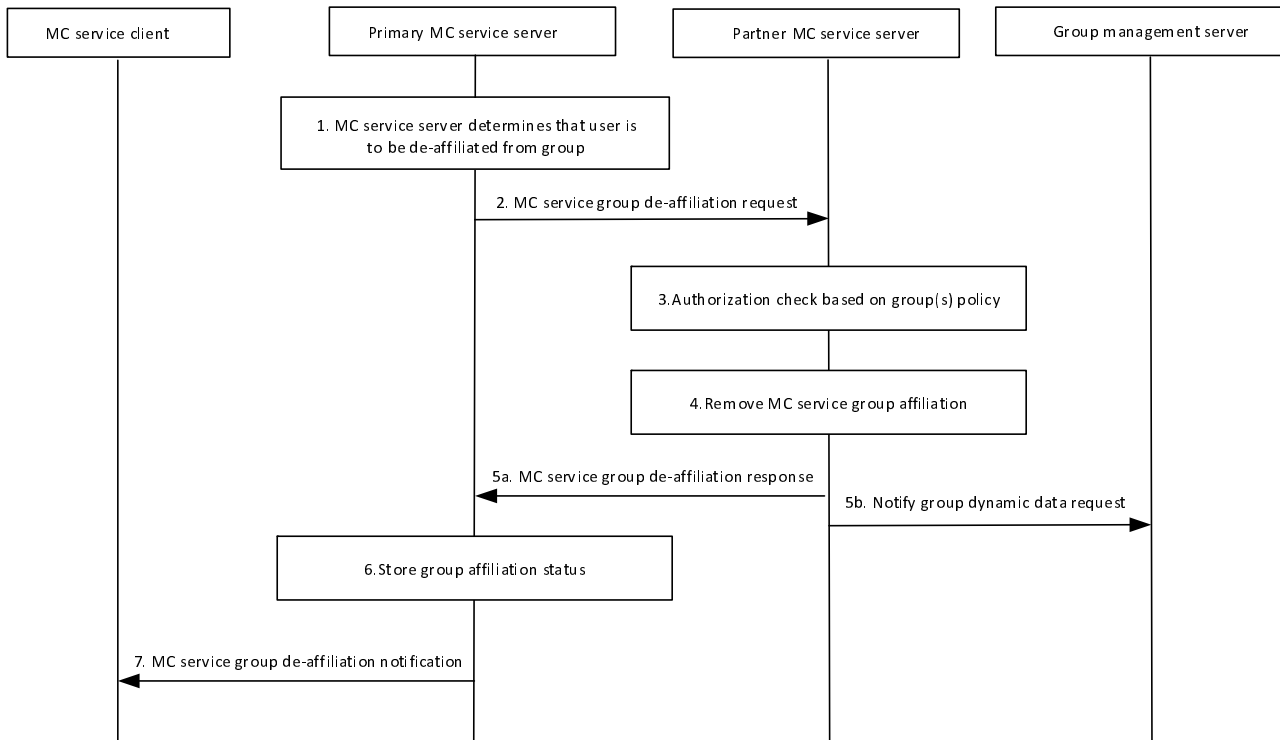 MC service client
Primary MC service server
Partner MC service server
Group management server
1. MC service server determines that user is
to be de-affiliated from group
2. MC service group de-affiliation request
3.Authorization check based on group(s) policy
4.Remove MC service group affiliation
5a. MC service group de-affiliation response
5b. Notify group dynamic data request
6.Store group affiliation status
7. MC service group de-affiliation notification